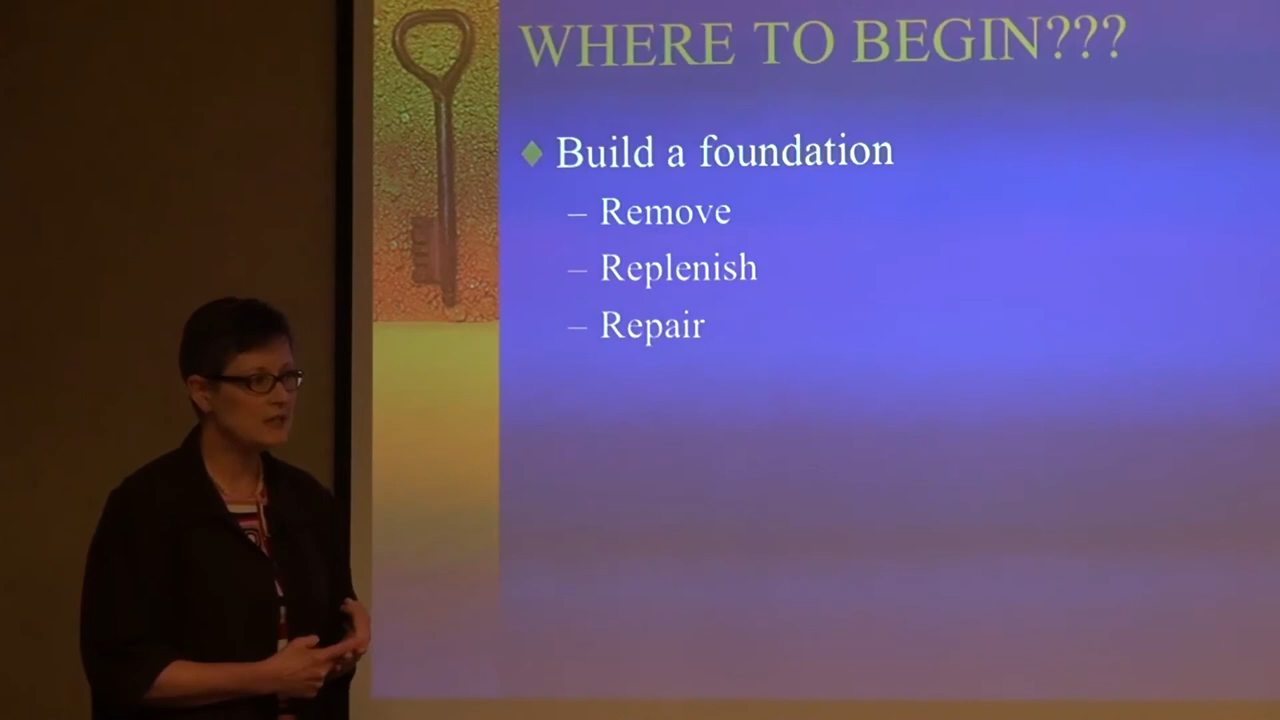 WHERE TO BEGIN???
Build a foundation
– Remove
– Replenish
– Repair